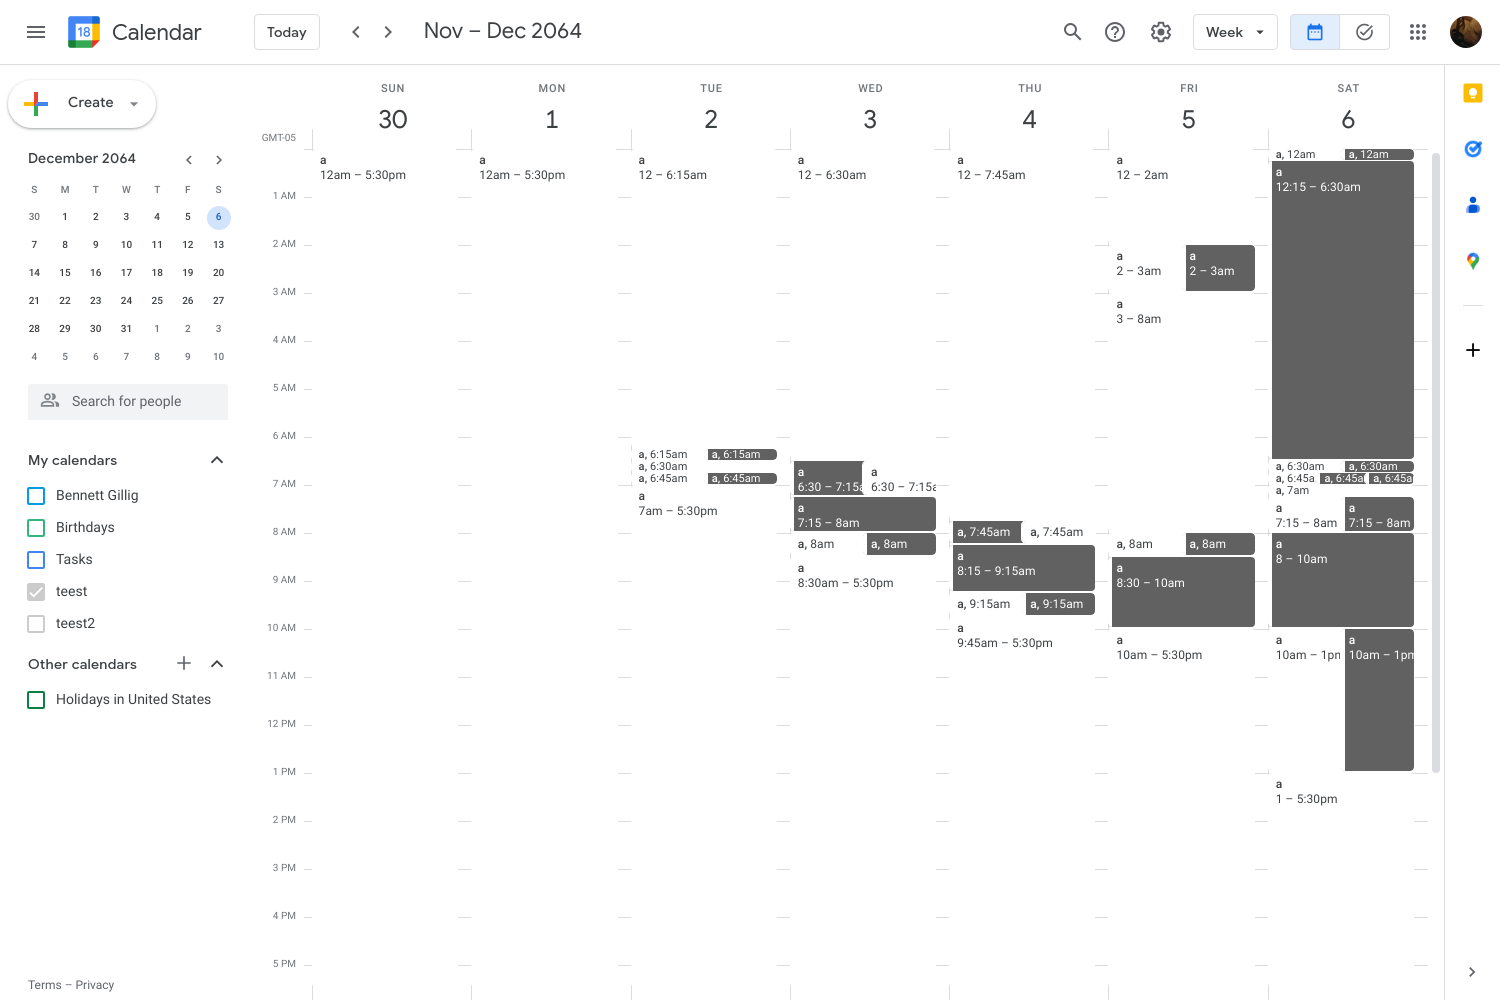 18 Calendar
Today
Nov – Dec 2064
Week
Create
December 2064
S M T W T F S
30 1 2 3 4 5 6
7 8 9 10 11 12 13
14 15 16 17 18 19 20
21 22 23 24 25 26 27
28 29 30 31 1 2 3
4 5 6 7 8 9 10
Search for people
My calendars
Bennett Gillig
Birthdays
Tasks
teest
teest2
Other calendars
Holidays in United States
Terms – Privacy
GMT-05
1 AM
2 AM
3 AM
4 AM
5 AM
6 AM
7 AM
8 AM
9 AM
10 AM
11 AM
12 PM
1 PM
2 PM
3 PM
4 PM
5 PM
SUN
30
a
12am – 5:30pm
MON
1
a
12am – 5:30pm
TUE
2
a
12 – 6:15am
a, 6:15am
a, 6:15am
a, 6:30am
a, 6:45am
a, 6:45am
a
7am – 5:30pm
WED
3
a
12 – 6:30am
a
6:30 – 7:15a
a
6:30 – 7:15a
a
7:15 – 8am
a, 8am
a, 8am
a
8:30am – 5:30pm
THU
4
a
12 – 7:45am
a, 7:45am
a, 7:45am
a
8:15 – 9:15am
a, 9:15am
a, 9:15am
a
9:45am – 5:30pm
FRI
5
a
12 – 2am
a
2 – 3am
a
2 – 3am
a
3 – 8am
a, 8am
a, 8am
a
8:30 – 10am
a
10am – 5:30pm
SAT
6
a, 12am
a, 12am
a
12:15 – 6:30am
a, 6:30am
a, 6:30am
a, 6:45a
a, 6:45a
a, 6:45a
a, 7am
a
7:15 – 8am
a
7:15 – 8am
a
8 – 10am
a
10am – 1pm
a
10am – 1pm
a
1 – 5:30pm